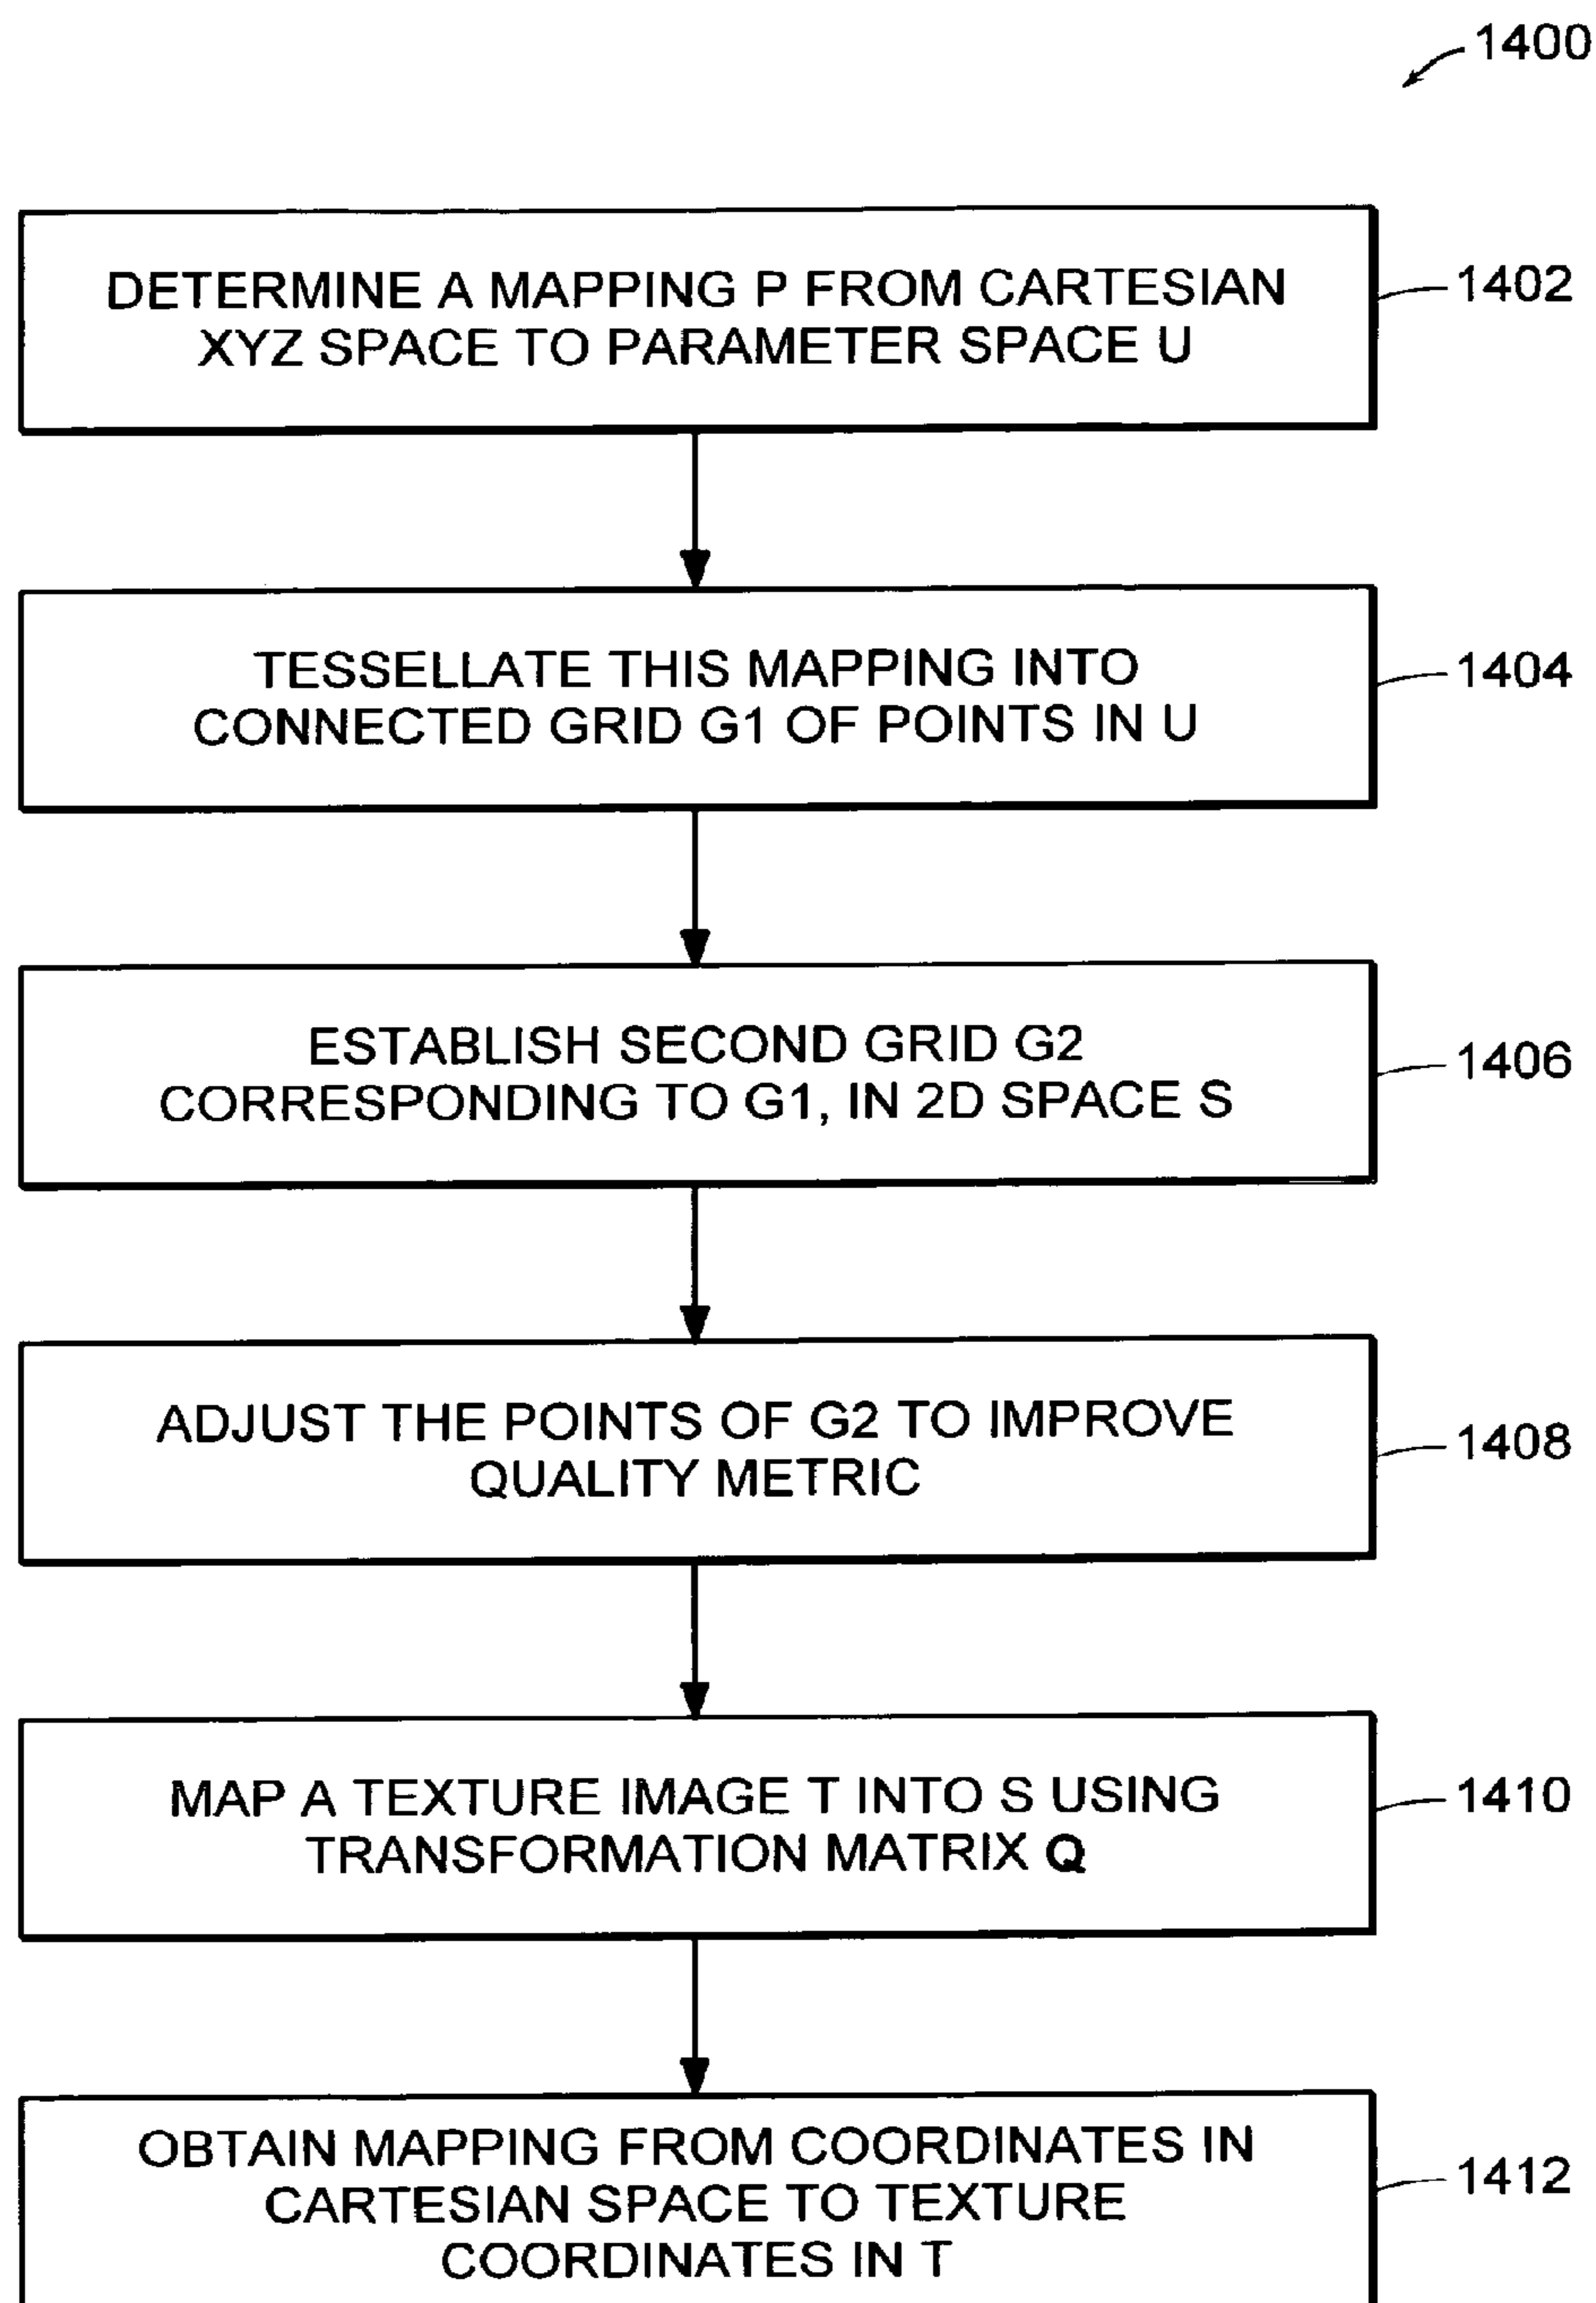 1400
DETERMINE A MAPPING P FROM CARTESIAN
XYZ SPACE TO PARAMETER SPACE U
1402
TESSELLATE THIS MAPPING INTO
CONNECTED GRID G1 OF POINTS IN U
1404
ESTABLISH SECOND GRID G2
CORRESPONDING TO G1, IN 2D SPACE S
1406
ADJUST THE POINTS OF G2 TO IMPROVE
QUALITY METRIC
1408
MAP A TEXTURE IMAGE T INTO S USING
TRANSFORMATION MATRIX Q
1410
OBTAIN MAPPING FROM COORDINATES IN
CARTESIAN SPACE TO TEXTURE
COORDINATES IN T
1412